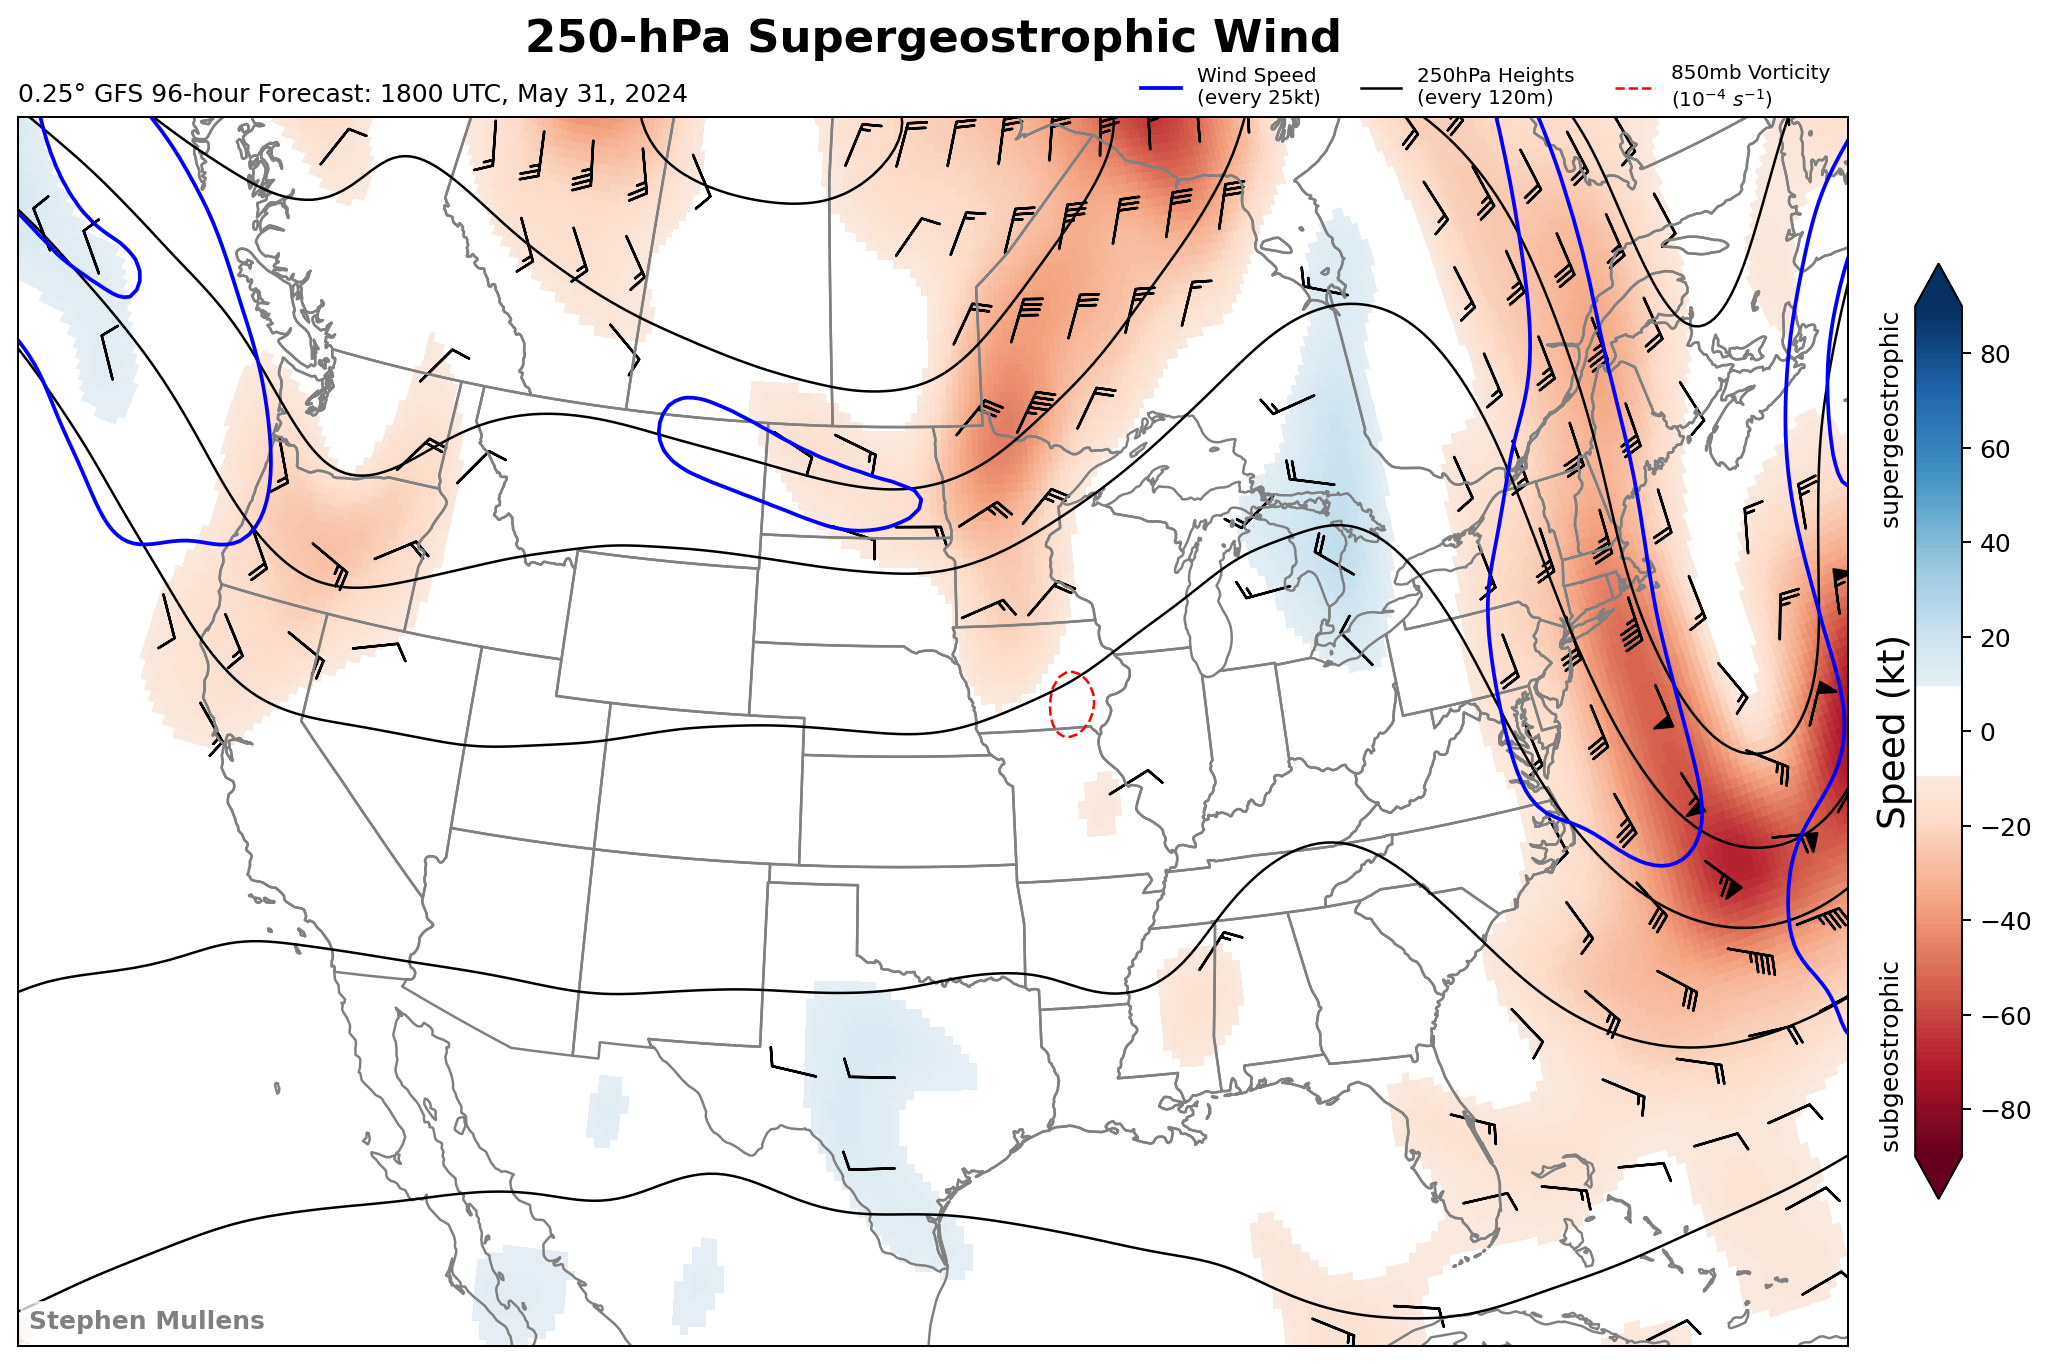 250-hPa Supergeostrophic Wind
0.25° GFS 96-hour Forecast: 1800 UTC, May 31, 2024
Wind Speed
(every 25kt)
250hPa Heights
(every 120m)
850mb Vorticity
(10⁻⁴ s⁻¹)
supergeostrophic
Speed (kt)
subgeostrophic
80
60
40
20
0
−20
−40
−60
−80
Stephen Mullens